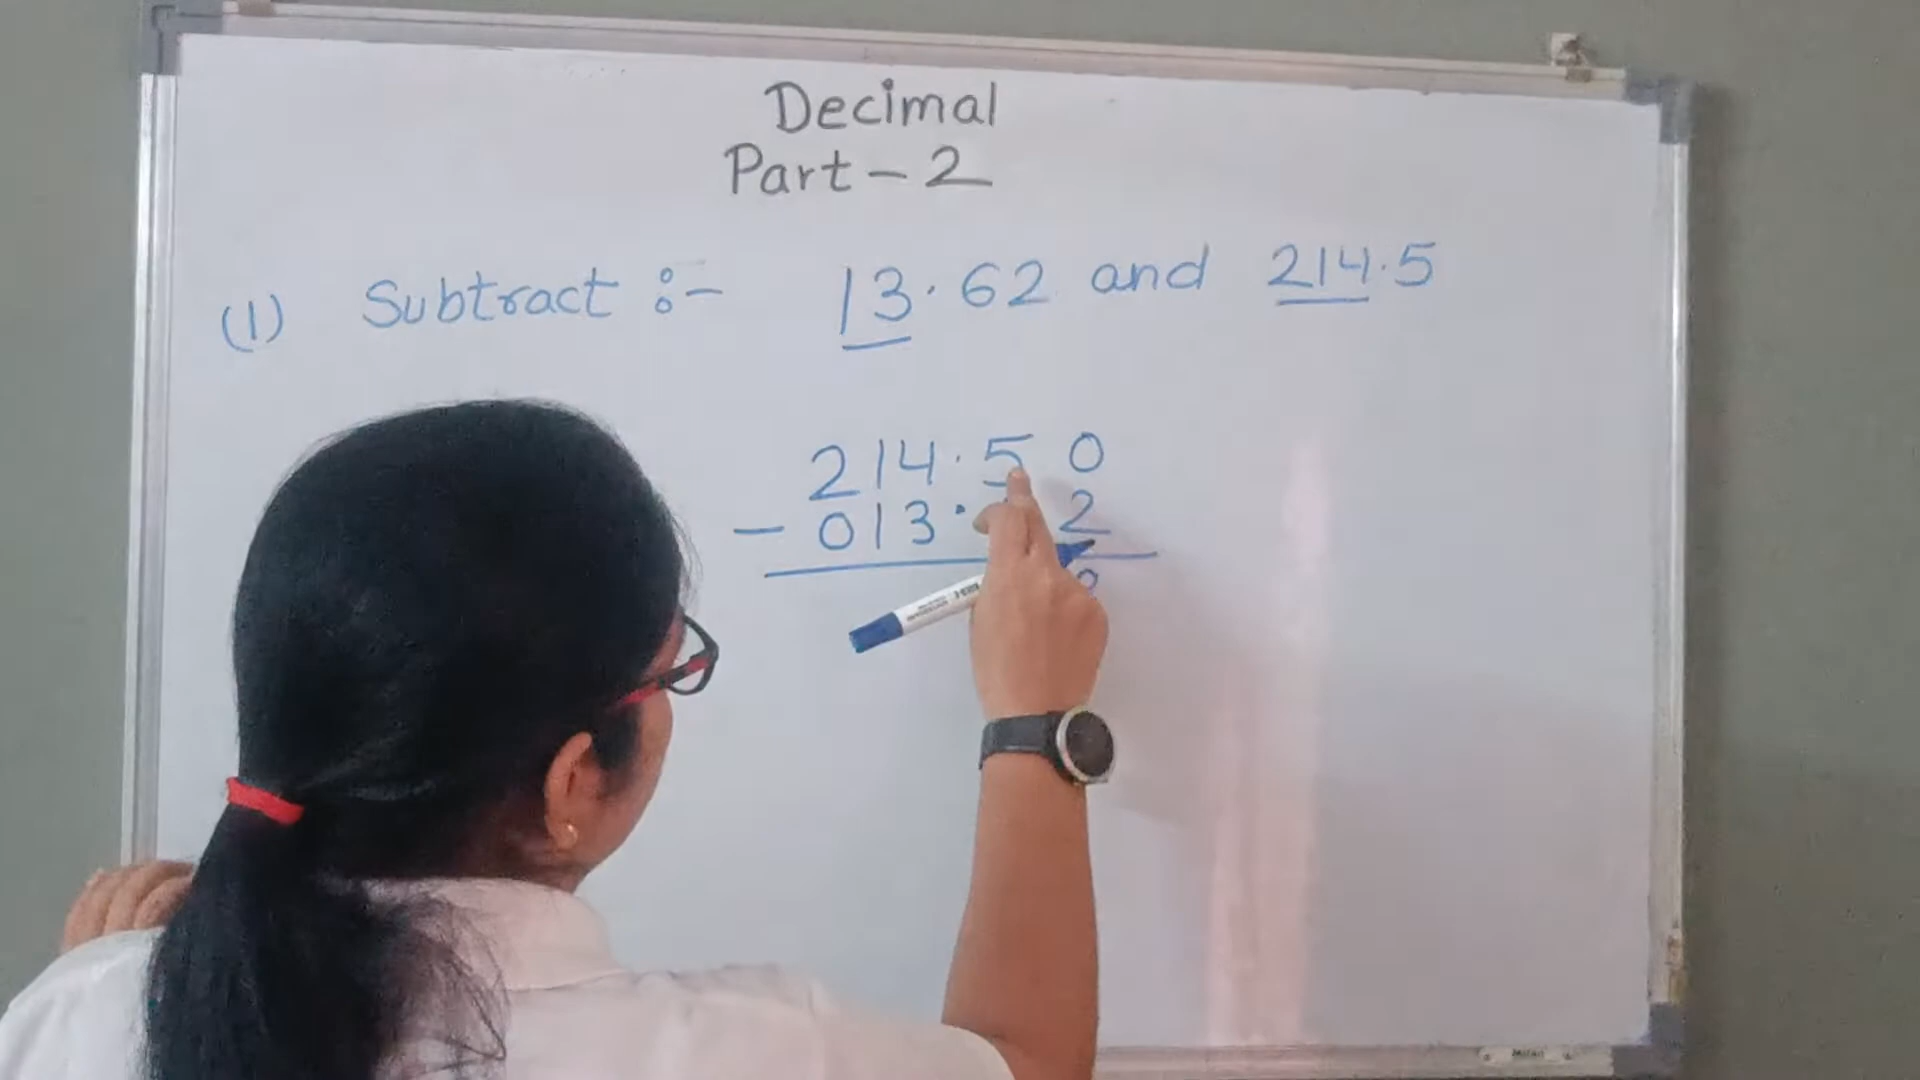 Decimal
Part - 2
(1) Subtract :- 13.62 and 214.5
214.50
- 013. 2